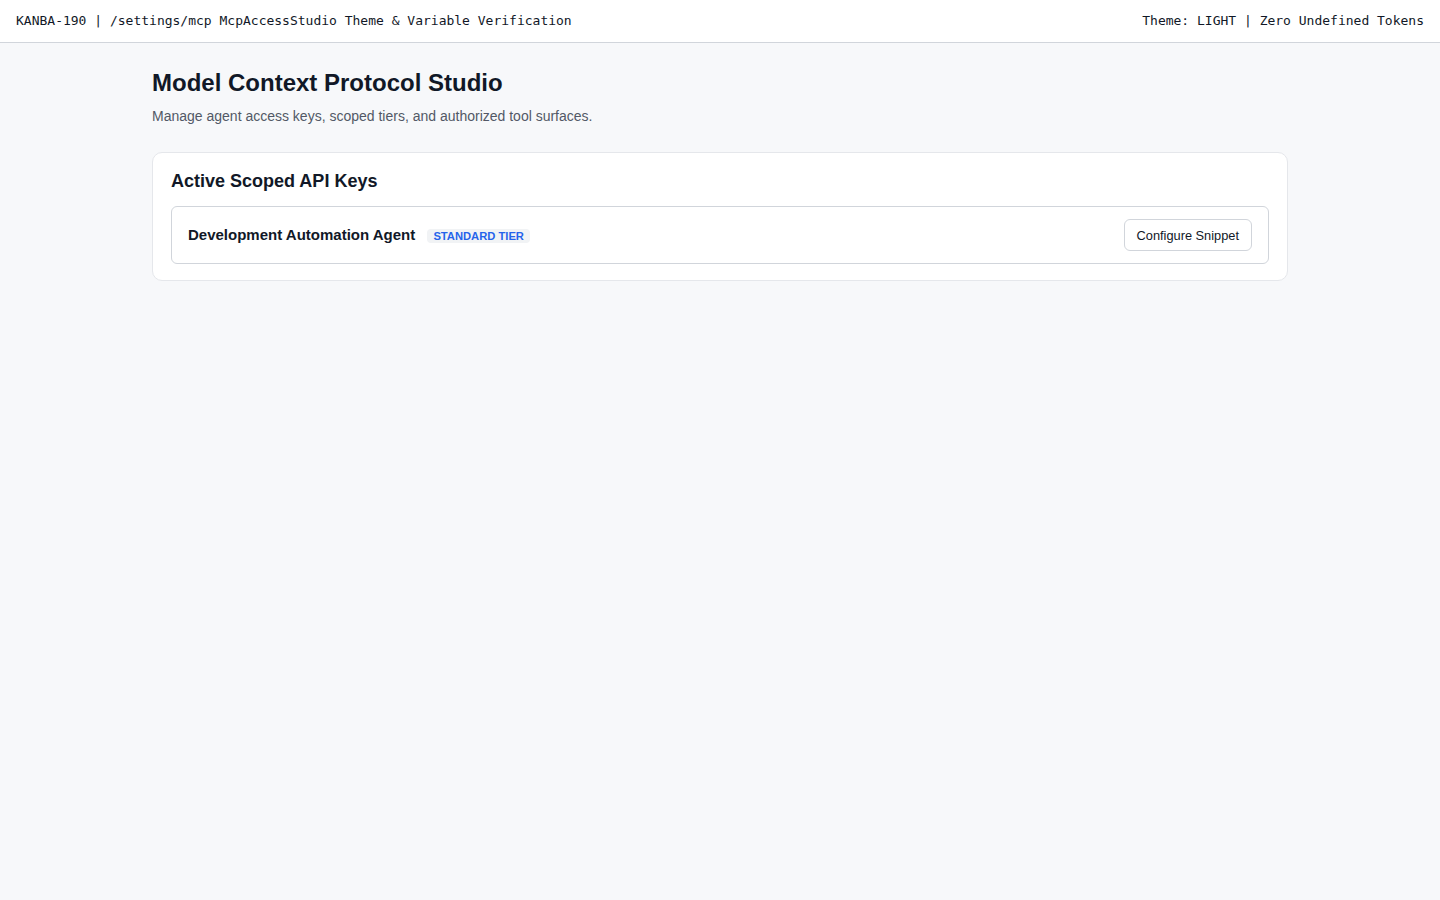 KANBA-190 | /settings/mcp McpAccessStudio Theme & Variable Verification
Theme: LIGHT | Zero Undefined Tokens
Model Context Protocol Studio
Manage agent access keys, scoped tiers, and authorized tool surfaces.
Active Scoped API Keys
Development Automation Agent STANDARD TIER
Configure Snippet